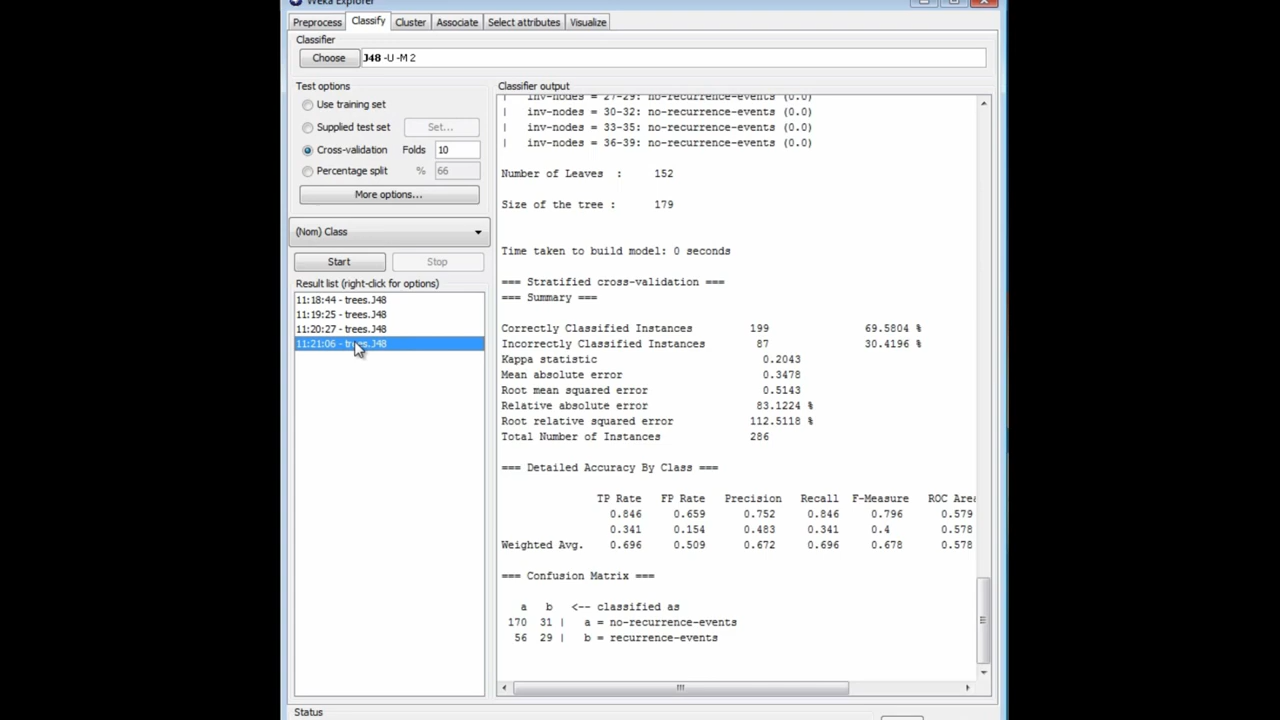 Weka Explorer
Preprocess Classify Cluster Associate Select attributes Visualize
Classifier
Choose J48 -U -M 2
Test options
Use training set
Supplied test set Set...
Cross-validation Folds 10
Percentage split % 66
More options...
(Nom) Class
Start Stop
Result list (right-click for options)
11:18:44 - trees.J48
11:19:25 - trees.J48
11:20:27 - trees.J48
11:21:06 - trees.J48
Classifier output
| inv-nodes = 27-29: no-recurrence-events (0.0)
| inv-nodes = 30-32: no-recurrence-events (0.0)
| inv-nodes = 33-35: no-recurrence-events (0.0)
| inv-nodes = 36-39: no-recurrence-events (0.0)
Number of Leaves : 152
Size of the tree : 179
Time taken to build model: 0 seconds
=== Stratified cross-validation ===
=== Summary ===
Correctly Classified Instances 199 69.5804 %
Incorrectly Classified Instances 87 30.4196 %
Kappa statistic 0.2043
Mean absolute error 0.3478
Root mean squared error 0.5143
Relative absolute error 83.1224 %
Root relative squared error 112.5118 %
Total Number of Instances 286
=== Detailed Accuracy By Class ===
TP Rate FP Rate Precision Recall F-Measure ROC Area
0.846 0.659 0.752 0.846 0.796 0.579
0.341 0.154 0.483 0.341 0.4 0.578
Weighted Avg. 0.696 0.509 0.672 0.696 0.678 0.578
=== Confusion Matrix ===
a b <-- classified as
170 31 | a = no-recurrence-events
56 29 | b = recurrence-events
Status